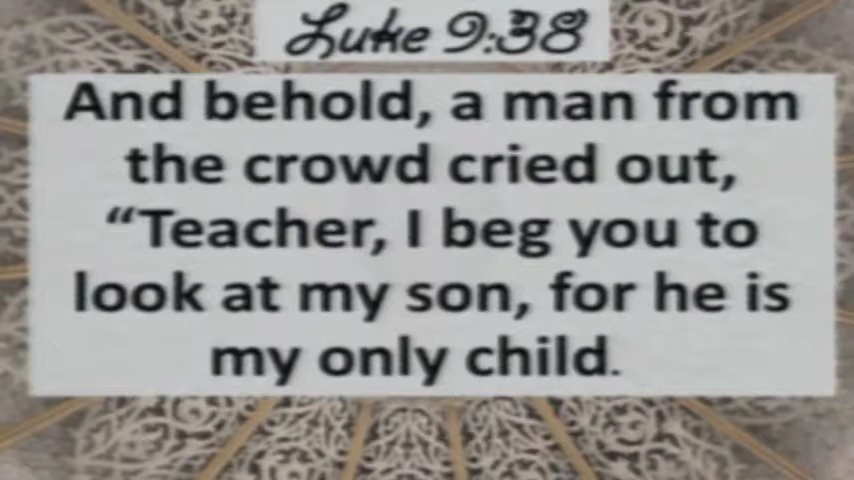 Luke 9:38
And behold, a man from
the crowd cried out,
“Teacher, I beg you to
look at my son, for he is
my only child.